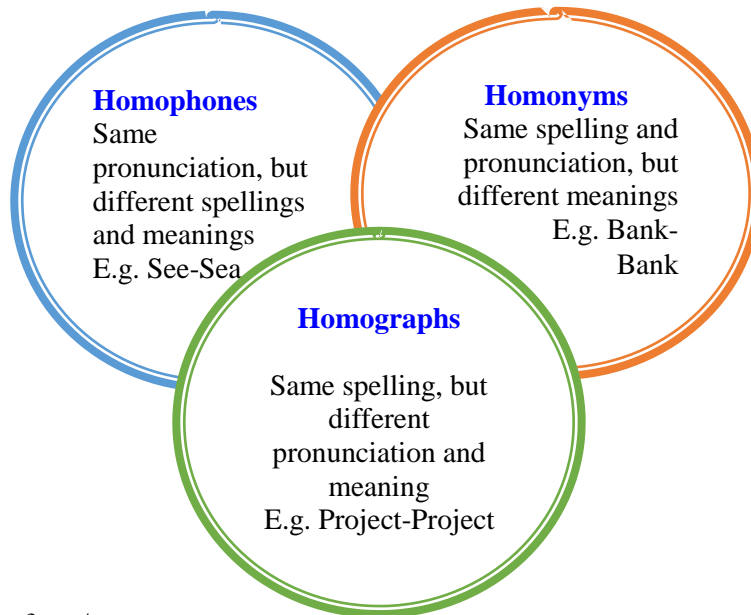 Homophones
Same
pronunciation, but
different spellings
and meanings
E.g. See-Sea
Homonyms
Same spelling and
pronunciation, but
different meanings
E.g. Bank-
Bank
Homographs
Same spelling, but
different
pronunciation and
meaning
E.g. Project-Project